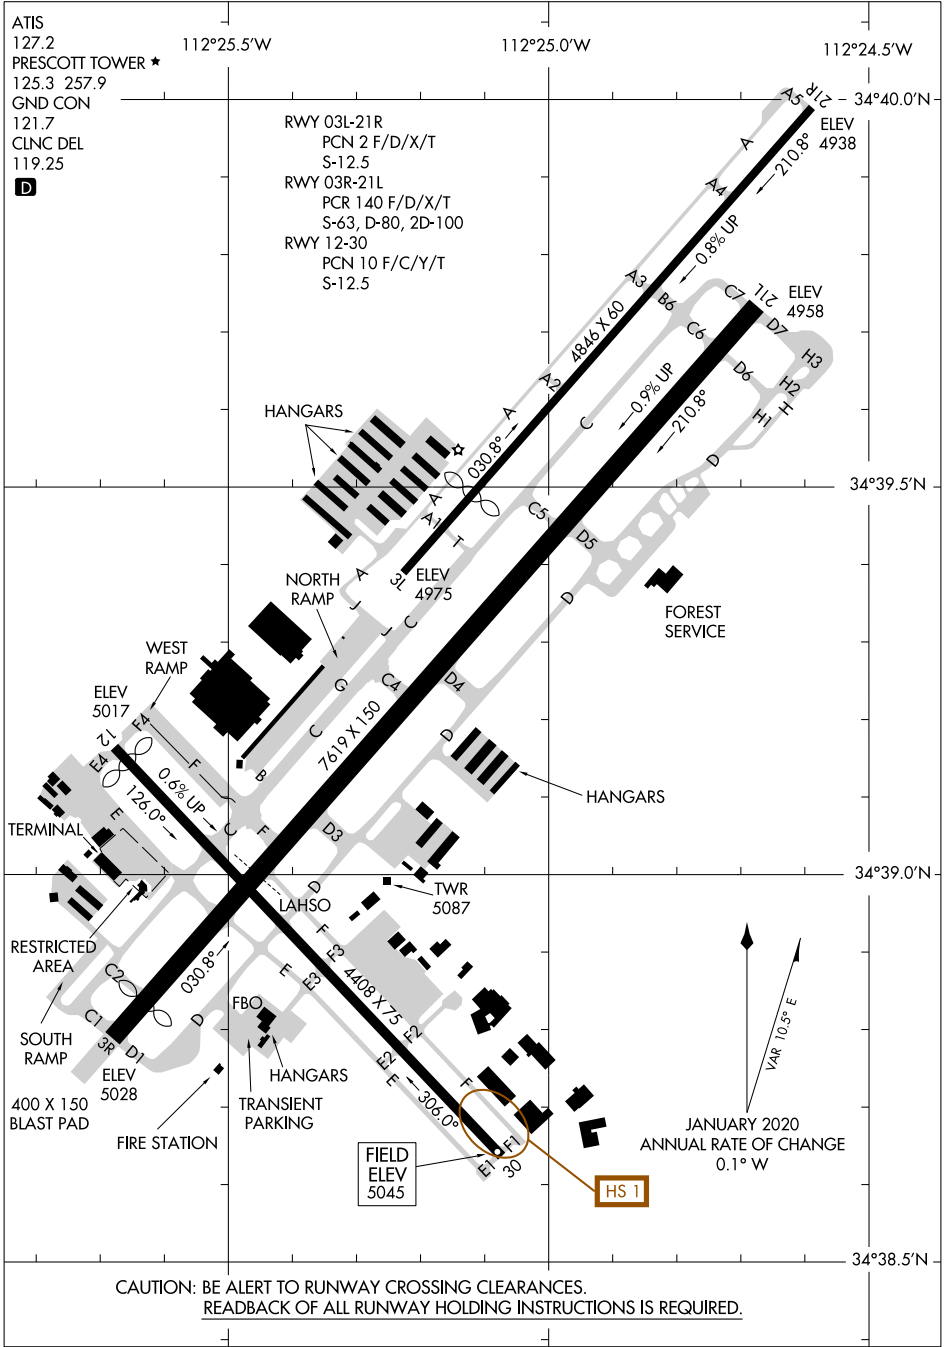 ATIS
127.2
PRESCOTT TOWER ★
125.3 257.9
GND CON
121.7
CLNC DEL
119.25
D
112°25.5'W
112°25.0'W
112°24.5'W
34°40.0'N
34°39.5'N
34°39.0'N
34°38.5'N
RWY 03L-21R
PCN 2 F/D/X/T
S-12.5
RWY 03R-21L
PCR 140 F/D/X/T
S-63, D-80, 2D-100
RWY 12-30
PCN 10 F/C/Y/T
S-12.5
A5
21R
ELEV
4938
A
210.8°
A4
0.8% UP
A3
B6
C7
21L
ELEV
4958
D7
C6
H3
4846 X 60
D6
H2
H
H1
0.9% UP
A2
210.8°
HANGARS
A
C
030.8°
D
A
A1
T
C5
D5
3L
ELEV
4975
A
NORTH
RAMP
J
J
C
D
FOREST
SERVICE
WEST
RAMP
G
C4
D4
ELEV
5017
F4
12
E4
C
7619 X 150
D
F
B
0.6% UP
126.0°
HANGARS
E
C
F
D3
TERMINAL
D
LAHSO
TWR
5087
RESTRICTED
AREA
F
F3
E
E3
4408 X 75
C2
030.8°
FBO
C1
3R
D1
D
F2
SOUTH
RAMP
ELEV
5028
HANGARS
E2
E
F
400 X 150
BLAST PAD
TRANSIENT
PARKING
306.0°
FIRE STATION
FIELD
ELEV
5045
E1
F1
30
HS 1
VAR 10.5° E
JANUARY 2020
ANNUAL RATE OF CHANGE
0.1° W
CAUTION: BE ALERT TO RUNWAY CROSSING CLEARANCES.
READBACK OF ALL RUNWAY HOLDING INSTRUCTIONS IS REQUIRED.